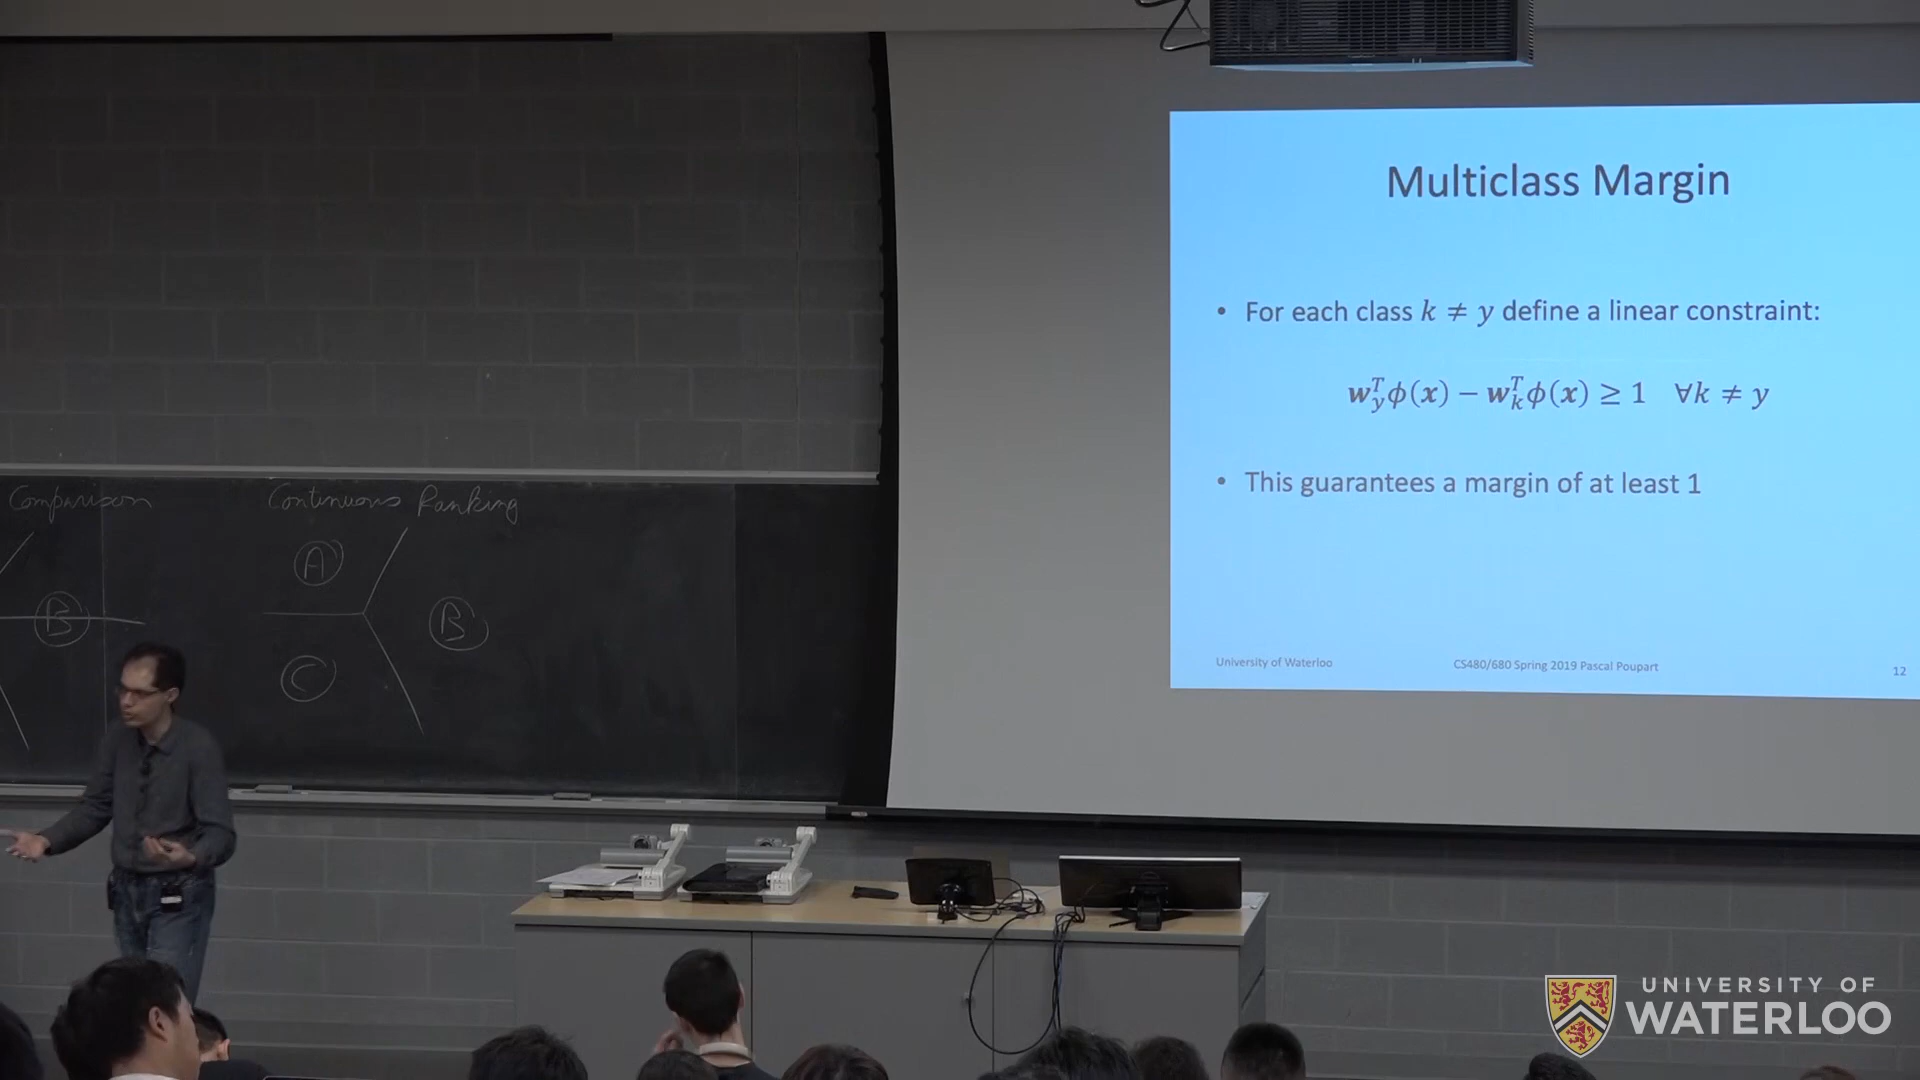 Multiclass Margin
• For each class k ≠ y define a linear constraint:
w_y^T ϕ(x) − w_k^T ϕ(x) ≥ 1 ∀k ≠ y
• This guarantees a margin of at least 1
University of Waterloo
CS480/680 Spring 2019 Pascal Poupart
12
Comparison
B
Continuous Ranking
A
B
C
UNIVERSITY OF
WATERLOO